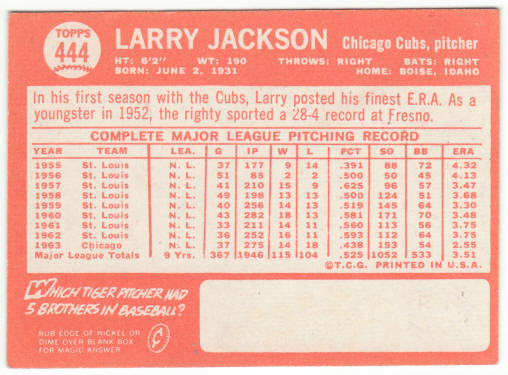 TOPPS
444
LARRY JACKSON Chicago Cubs, pitcher
HT: 6'2" WT: 190 THROWS: RIGHT BATS: RIGHT
BORN: JUNE 2, 1931 HOME: BOISE, IDAHO
In his first season with the Cubs, Larry posted his finest E.R.A. As a
youngster in 1952, the righty sported a 28-4 record at Fresno.
COMPLETE MAJOR LEAGUE PITCHING RECORD
YEAR TEAM LEA. G IP W L PCT SO BB ERA
1955 St. Louis N. L. 37 177 9 14 .391 88 72 4.32
1956 St. Louis N. L. 51 85 2 2 .500 50 45 4.13
1957 St. Louis N. L. 41 210 15 9 .625 96 57 3.47
1958 St. Louis N. L. 49 198 13 13 .500 124 51 3.68
1959 St. Louis N. L. 40 256 14 13 .519 145 64 3.30
1960 St. Louis N. L. 43 282 18 13 .581 171 70 3.48
1961 St. Louis N. L. 33 211 14 11 .560 113 56 3.75
1962 St. Louis N. L. 36 252 16 11 .593 112 64 3.75
1963 Chicago N. L. 37 275 14 18 .438 153 54 2.55
Major League Totals 9 Yrs. 367 1946 115 104 .525 1052 533 3.51
©T.C.G. PRINTED IN U.S.A.
WHICH TIGER PITCHER HAD
5 BROTHERS IN BASEBALL?
RUB EDGE OF NICKEL OR
DIME OVER BLANK BOX
FOR MAGIC ANSWER